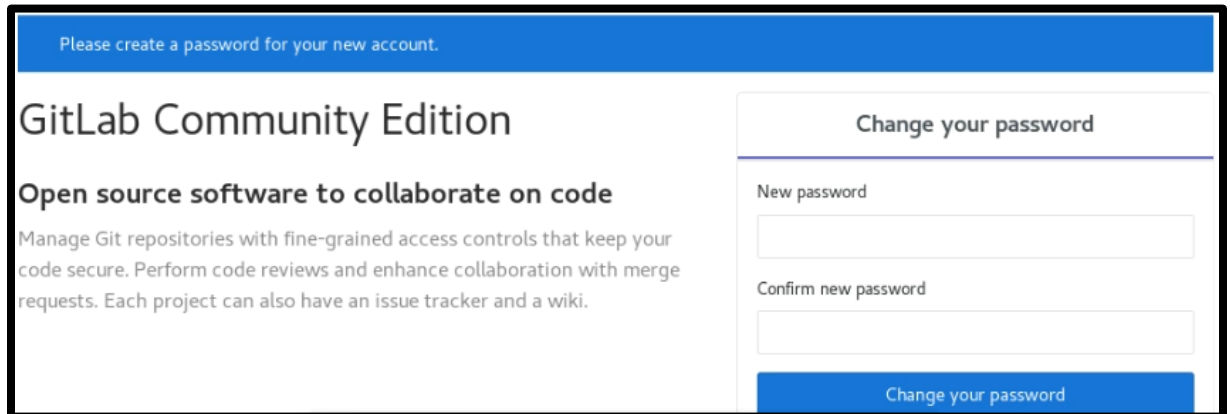 Please create a password for your new account.
GitLab Community Edition
Open source software to collaborate on code
Manage Git repositories with fine-grained access controls that keep your
code secure. Perform code reviews and enhance collaboration with merge
requests. Each project can also have an issue tracker and a wiki.
Change your password
New password
Confirm new password
Change your password